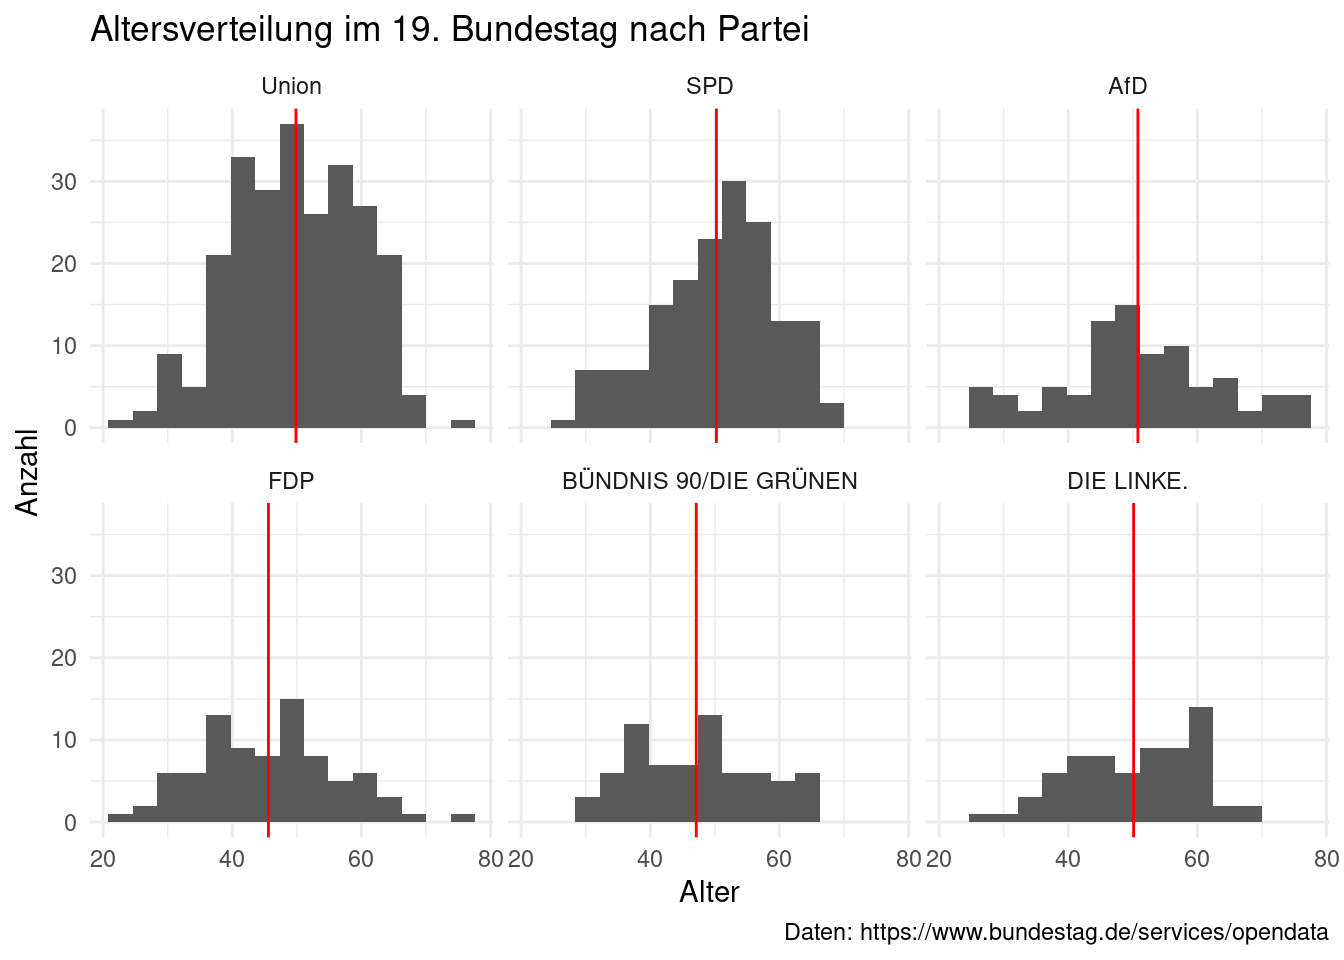 Altersverteilung im 19. Bundestag nach Partei
Union SPD AfD
30
20
10
0
Anzahl
FDP BÜNDNIS 90/DIE GRÜNEN DIE LINKE.
30
20
10
0
20 40 60 80 20 40 60 80 20 40 60 80
Alter
Daten: https://www.bundestag.de/services/opendata